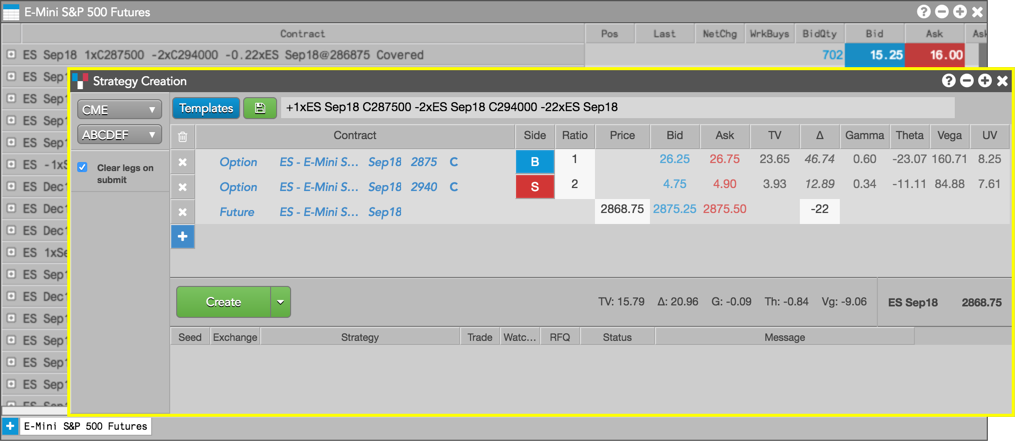 E-Mini S&P 500 Futures
Contract Pos Last NetChg WrkBuys BidQty Bid Ask Ask
ES Sep18 1xC287500 -2xC294000 -0.22xES Sep18@286875 Covered 702 15.25 16.00
ES Sep1
Strategy Creation
ES Sep1
CME Templates +1xES Sep18 C287500 -2xES Sep18 C294000 -22xES Sep18
ES Sep1
ABCDEF Contract Side Ratio Price Bid Ask TV Δ Gamma Theta Vega UV
ES Sep1
ES -1xS
Clear legs on submit
Option ES - E-Mini S... Sep18 2875 C B 1 26.25 26.75 23.65 46.74 0.60 -23.07 160.71 8.25
ES Dec1
Option ES - E-Mini S... Sep18 2940 C S 2 4.75 4.90 3.93 12.89 0.34 -11.11 84.88 7.61
ES Dec1
Future ES - E-Mini S... Sep18 2868.75 2875.25 2875.50 -22
ES Dec1
ES 1xSe
ES Sep1
ES Dec1
Create TV: 15.79 Δ: 20.96 G: -0.09 Th: -0.84 Vg: -9.06 ES Sep18 2868.75
ES Sep1
Seed Exchange Strategy Trade Watc... RFQ Status Message
ES Sep1
ES Sep1
ES Sep1
E-Mini S&P 500 Futures